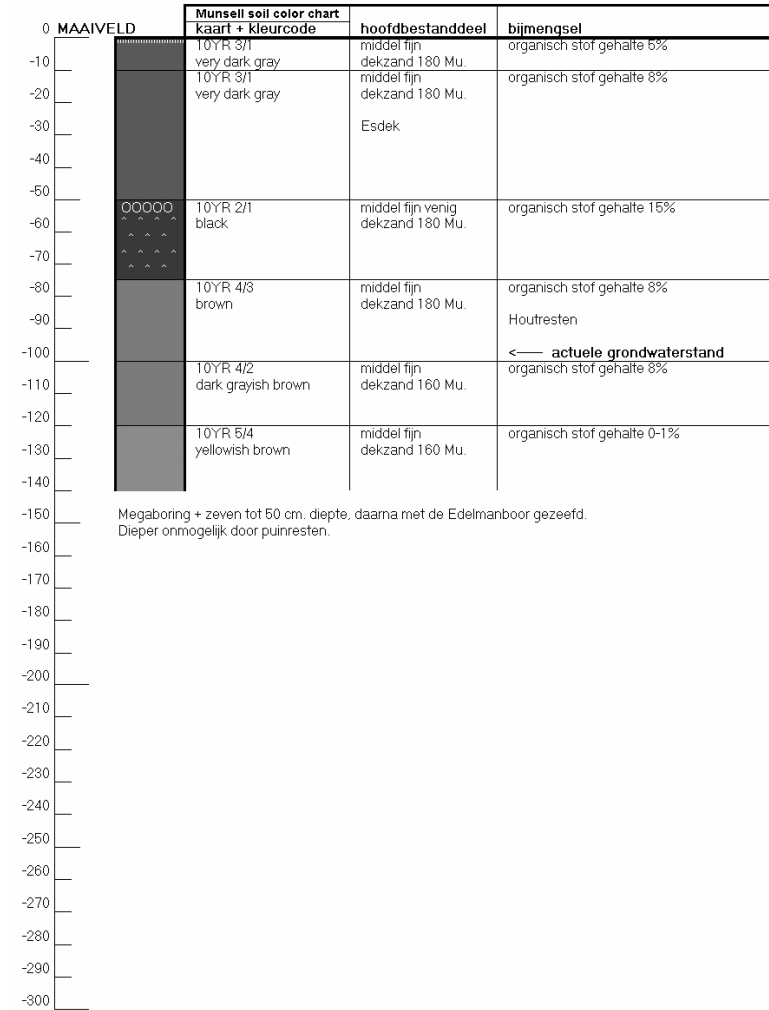 Munsell soil color chart
0 MAAIVELD kaart + kleurcode hoofdbestanddeel bijmengsel
10YR 3/1 middel fijn organisch stof gehalte 5%
-10 very dark gray dekzand 180 Mu.
10YR 3/1 middel fijn organisch stof gehalte 8%
-20 very dark gray dekzand 180 Mu.
-30 Esdek
-40
-50
10YR 2/1 middel fijn venig organisch stof gehalte 15%
-60 black dekzand 180 Mu.
-70
-80 10YR 4/3 middel fijn organisch stof gehalte 8%
brown dekzand 180 Mu.
-90 Houtresten
-100 <— actuele grondwaterstand
10YR 4/2 middel fijn organisch stof gehalte 8%
-110 dark grayish brown dekzand 160 Mu.
-120
10YR 5/4 middel fijn organisch stof gehalte 0-1%
-130 yellowish brown dekzand 160 Mu.
-140
-150 Megaboring + zeven tot 50 cm. diepte, daarna met de Edelmanboor gezeefd.
Dieper onmogelijk door puinresten.
-160
-170
-180
-190
-200
-210
-220
-230
-240
-250
-260
-270
-280
-290
-300